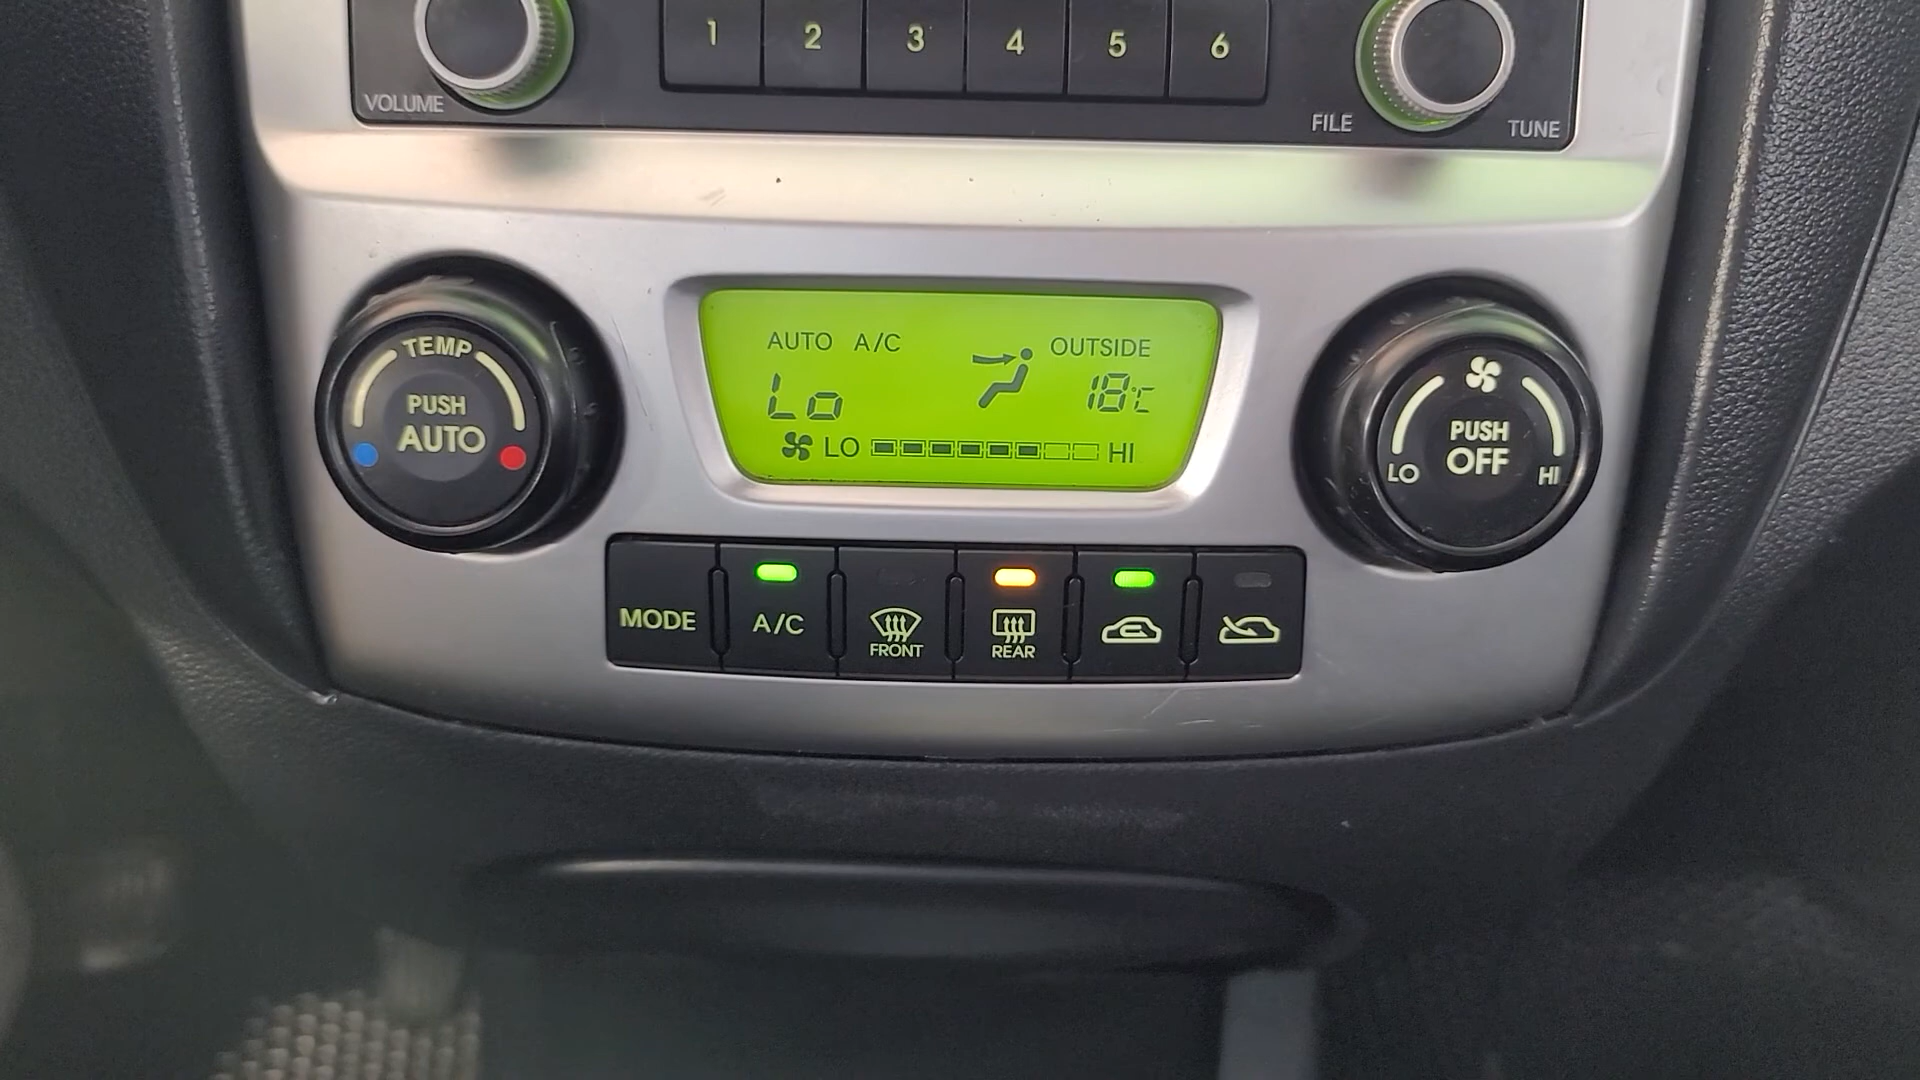 1 2 3 4 5 6
VOLUME
FILE TUNE
TEMP
PUSH
AUTO
AUTO A/C OUTSIDE
Lo 18°C
LO HI
PUSH
OFF
LO HI
MODE
A/C
FRONT
REAR